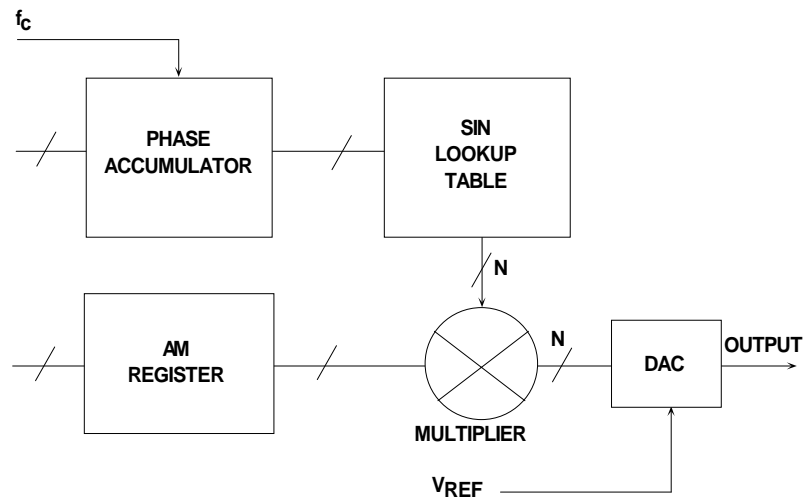 fc
PHASE
ACCUMULATOR
SIN
LOOKUP
TABLE
N
AM
REGISTER
N
MULTIPLIER
DAC
OUTPUT
VREF